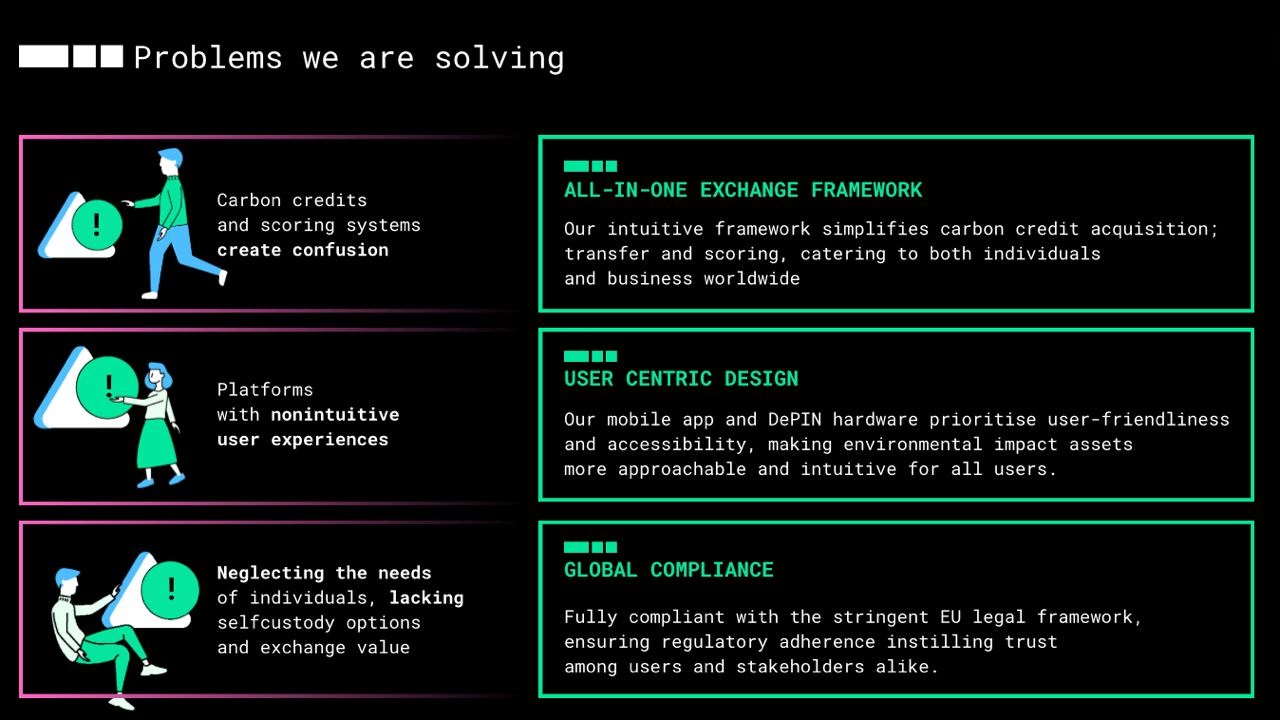 Problems we are solving
Carbon credits
and scoring systems
create confusion
ALL-IN-ONE EXCHANGE FRAMEWORK
Our intuitive framework simplifies carbon credit acquisition;
transfer and scoring, catering to both individuals
and business worldwide
Platforms
with nonintuitive
user experiences
USER CENTRIC DESIGN
Our mobile app and DePIN hardware prioritise user-friendliness
and accessibility, making environmental impact assets
more approachable and intuitive for all users.
Neglecting the needs
of individuals, lacking
selfcustody options
and exchange value
GLOBAL COMPLIANCE
Fully compliant with the stringent EU legal framework,
ensuring regulatory adherence instilling trust
among users and stakeholders alike.